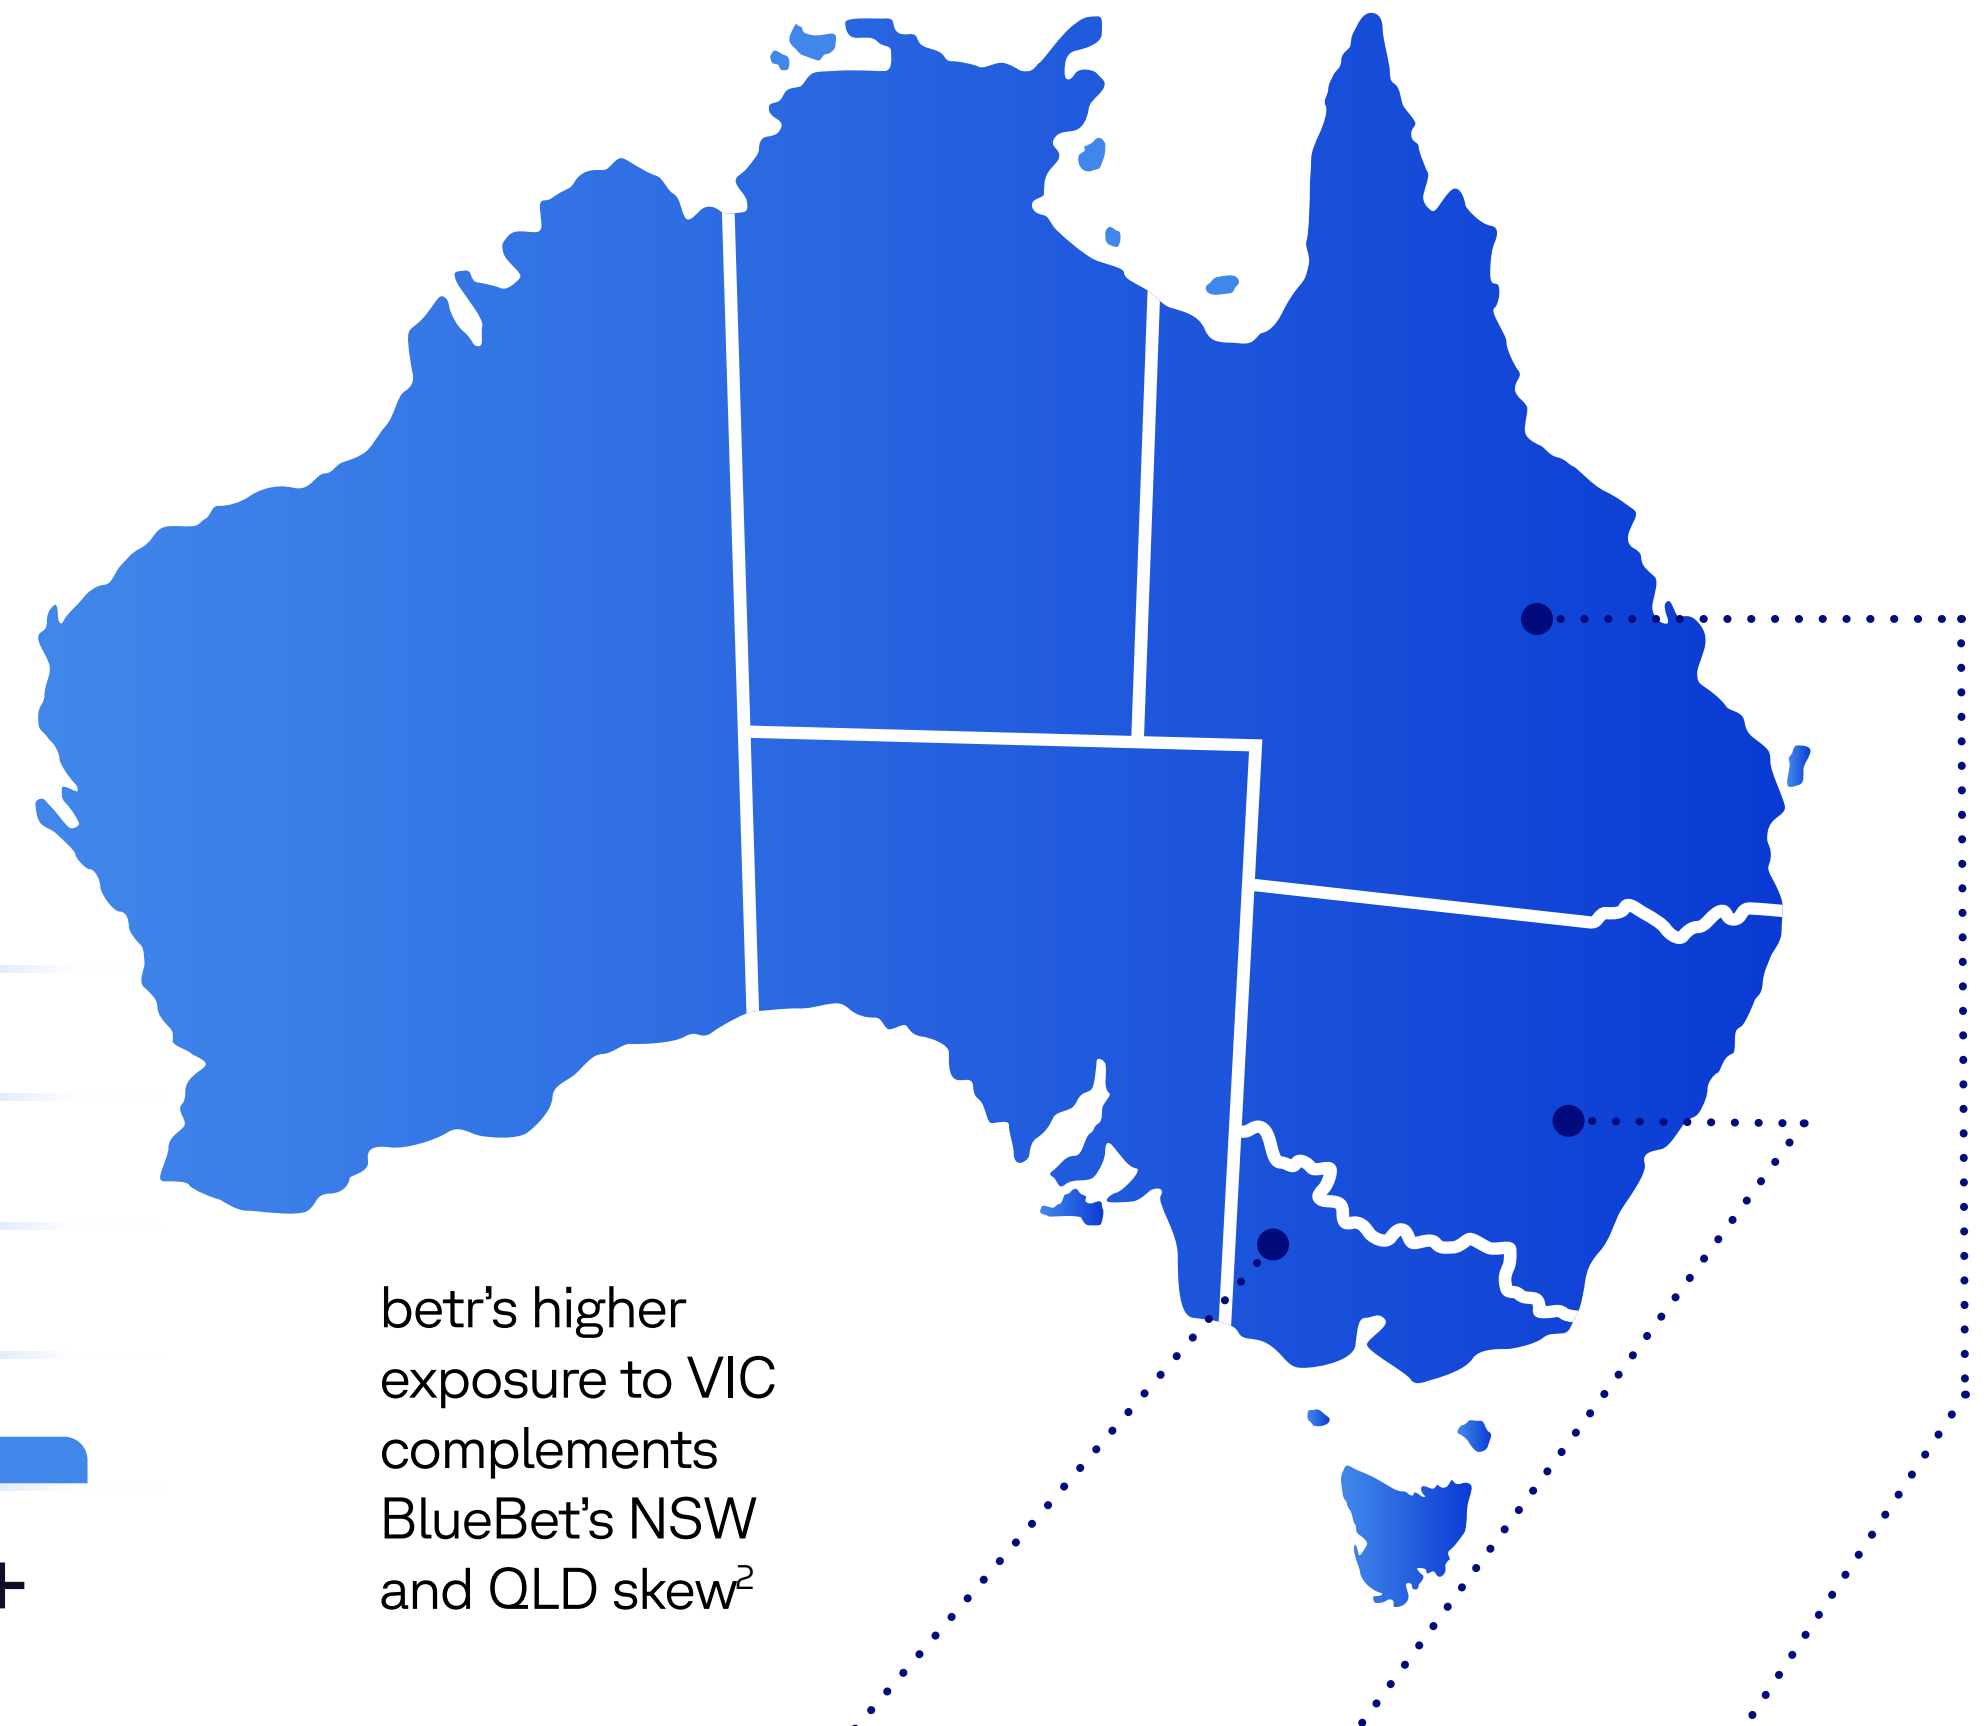 betr’s higher
exposure to VIC
complements
BlueBet’s NSW
and QLD skew²
+